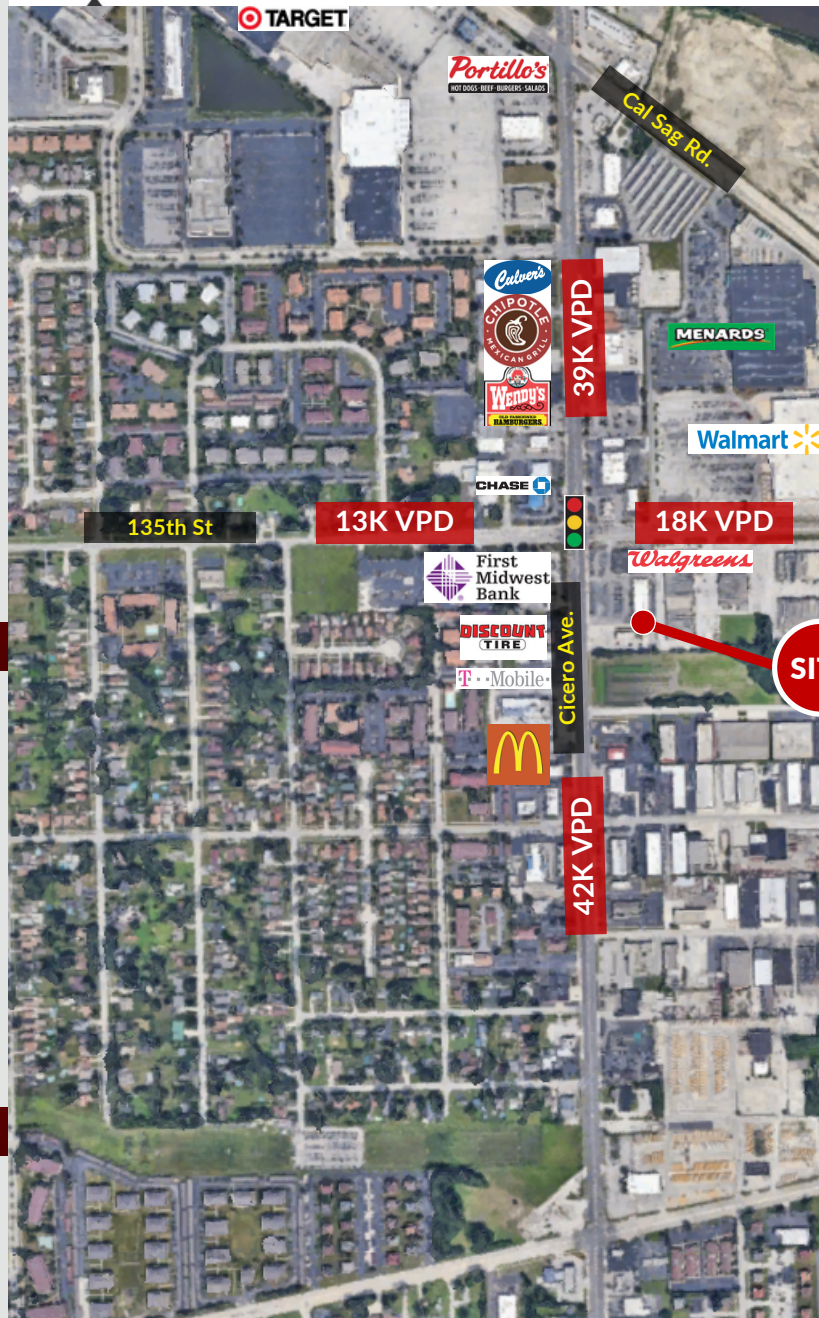 TARGET
Portillo's
HOT DOGS·BEEF·BURGERS·SALADS
Cal Sag Rd.
Culver's
CHIPOTLE
MEXICAN GRILL
39K VPD
MENARDS
WENDY'S
OLD FASHIONED
HAMBURGERS
Walmart
CHASE
135th St
13K VPD
18K VPD
Walgreens
First
Midwest
Bank
DISCOUNT
TIRE
T··Mobile·
Cicero Ave.
SIT
42K VPD